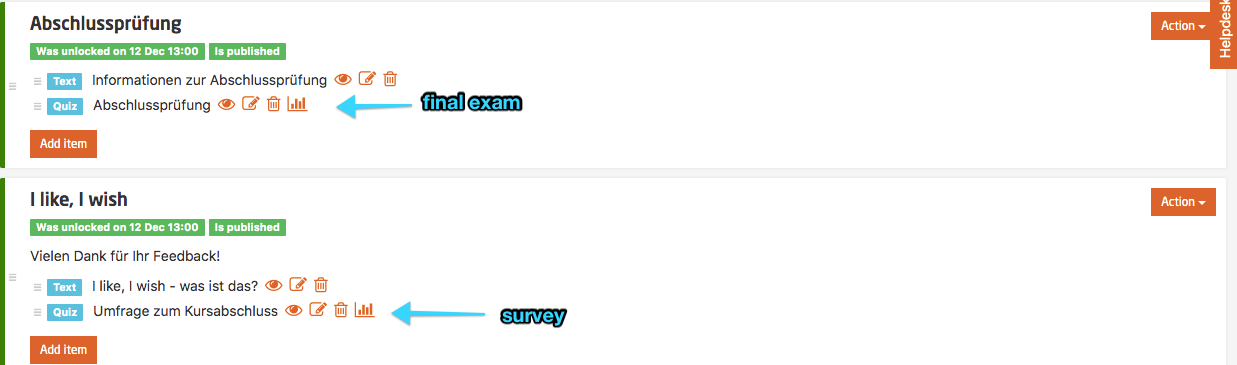 Abschlussprüfung
Action
Helpdesk
Was unlocked on 12 Dec 13:00 Is published
Text Informationen zur Abschlussprüfung
Quiz Abschlussprüfung
final exam
Add item
I like, I wish
Action
Was unlocked on 12 Dec 13:00 Is published
Vielen Dank für Ihr Feedback!
Text I like, I wish - was ist das?
Quiz Umfrage zum Kursabschluss
survey
Add item